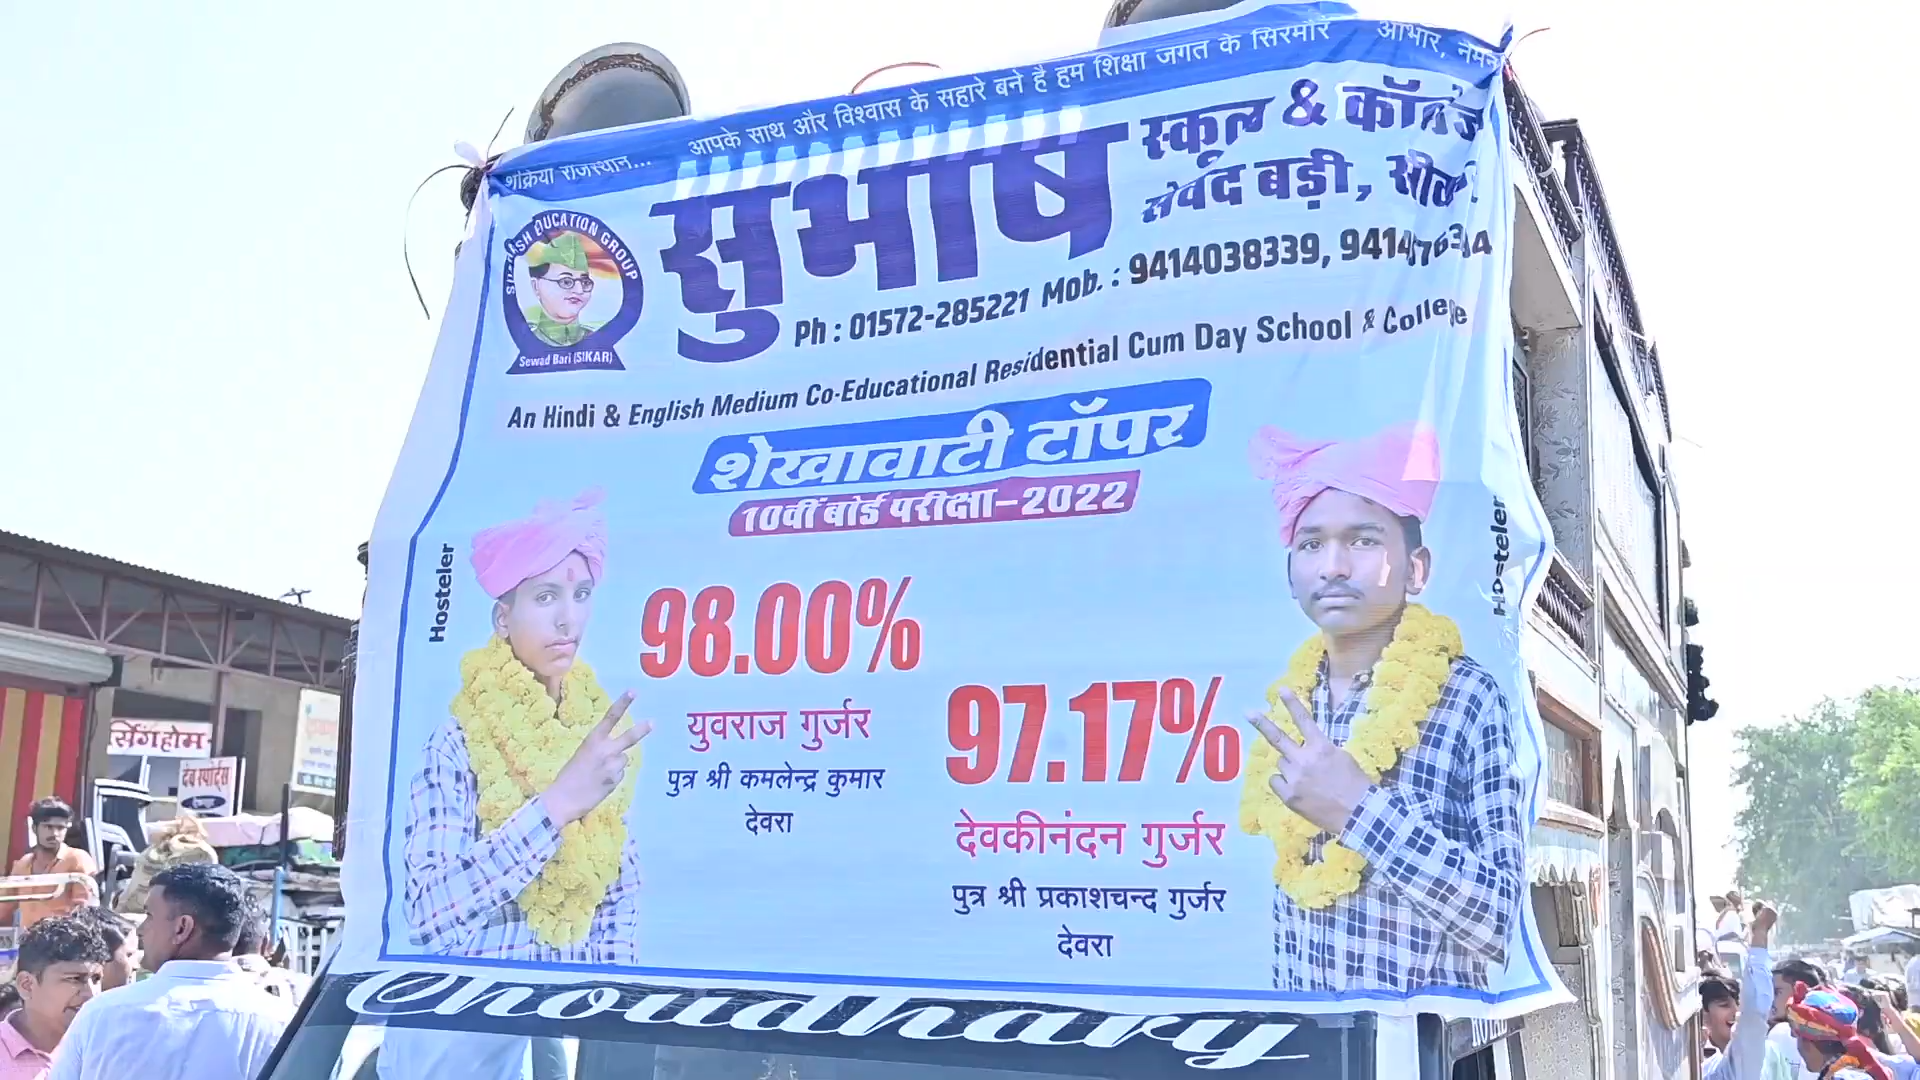 शुक्रिया राजस्थान... आपके साथ और विश्वास के सहारे बने है हम शिक्षा जगत के सिरमौर आभार, नमन
SUBHASH EDUCATION GROUP
Sewad Bari (SIKAR)
सुभाष
स्कूल & कॉलेज
सेवद बड़ी,
Ph : 01572-285221 Mob. : 9414038339,
An Hindi & English Medium Co-Educational Residential Cum Day School & College
शेखावाटी टॉपर
10वीं बोर्ड परीक्षा-2022
Hosteler
98.00%
युवराज गुर्जर
पुत्र श्री कमलेन्द्र कुमार
देवरा
Hosteler
97.17%
देवकीनंदन गुर्जर
पुत्र श्री प्रकाशचन्द गुर्जर
देवरा
Choudhary
र्सिंगहोम
देव स्पोर्ट्स